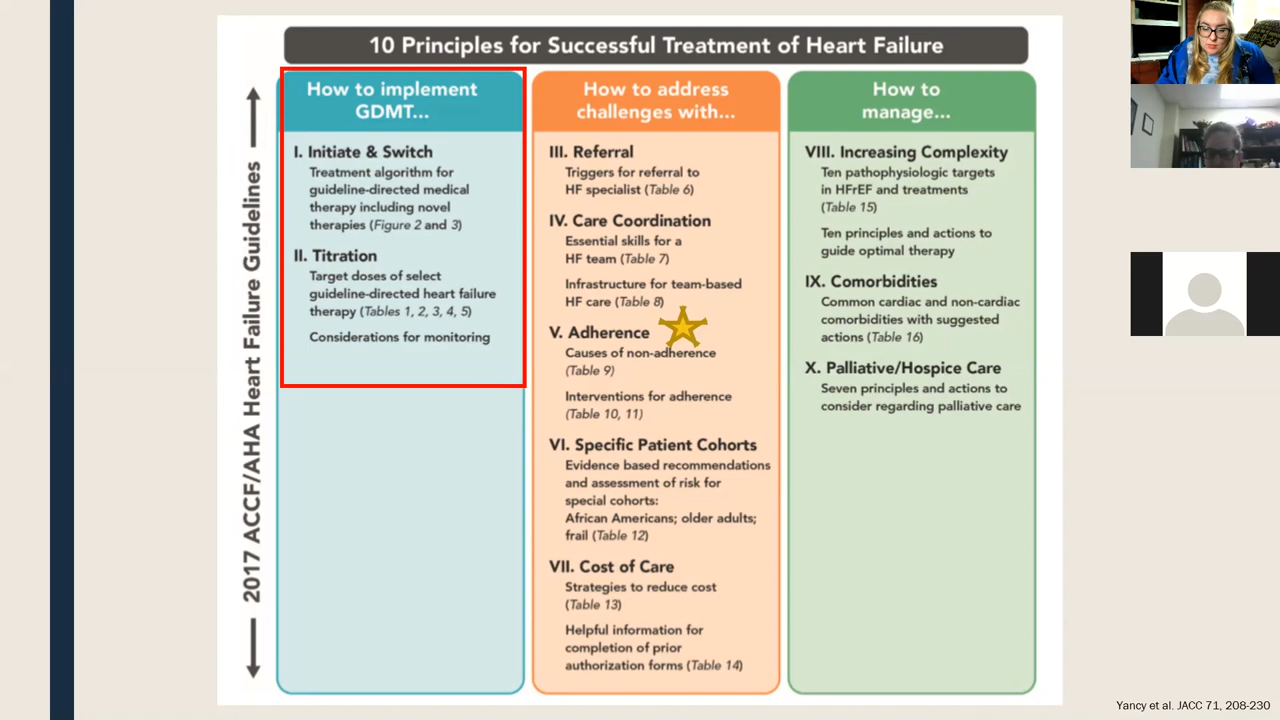 10 Principles for Successful Treatment of Heart Failure
2017 ACCF/AHA Heart Failure Guidelines
How to implement
GDMT...
I. Initiate & Switch
Treatment algorithm for
guideline-directed medical
therapy including novel
therapies (Figure 2 and 3)
II. Titration
Target doses of select
guideline-directed heart failure
therapy (Tables 1, 2, 3, 4, 5)
Considerations for monitoring
How to address
challenges with...
III. Referral
Triggers for referral to
HF specialist (Table 6)
IV. Care Coordination
Essential skills for a
HF team (Table 7)
Infrastructure for team-based
HF care (Table 8)
V. Adherence
Causes of non-adherence
(Table 9)
Interventions for adherence
(Table 10, 11)
VI. Specific Patient Cohorts
Evidence based recommendations
and assessment of risk for
special cohorts:
African Americans; older adults;
frail (Table 12)
VII. Cost of Care
Strategies to reduce cost
(Table 13)
Helpful information for
completion of prior
authorization forms (Table 14)
How to
manage...
VIII. Increasing Complexity
Ten pathophysiologic targets
in HFrEF and treatments
(Table 15)
Ten principles and actions to
guide optimal therapy
IX. Comorbidities
Common cardiac and non-cardiac
comorbidities with suggested
actions (Table 16)
X. Palliative/Hospice Care
Seven principles and actions to
consider regarding palliative care
Yancy et al. JACC 71, 208-230